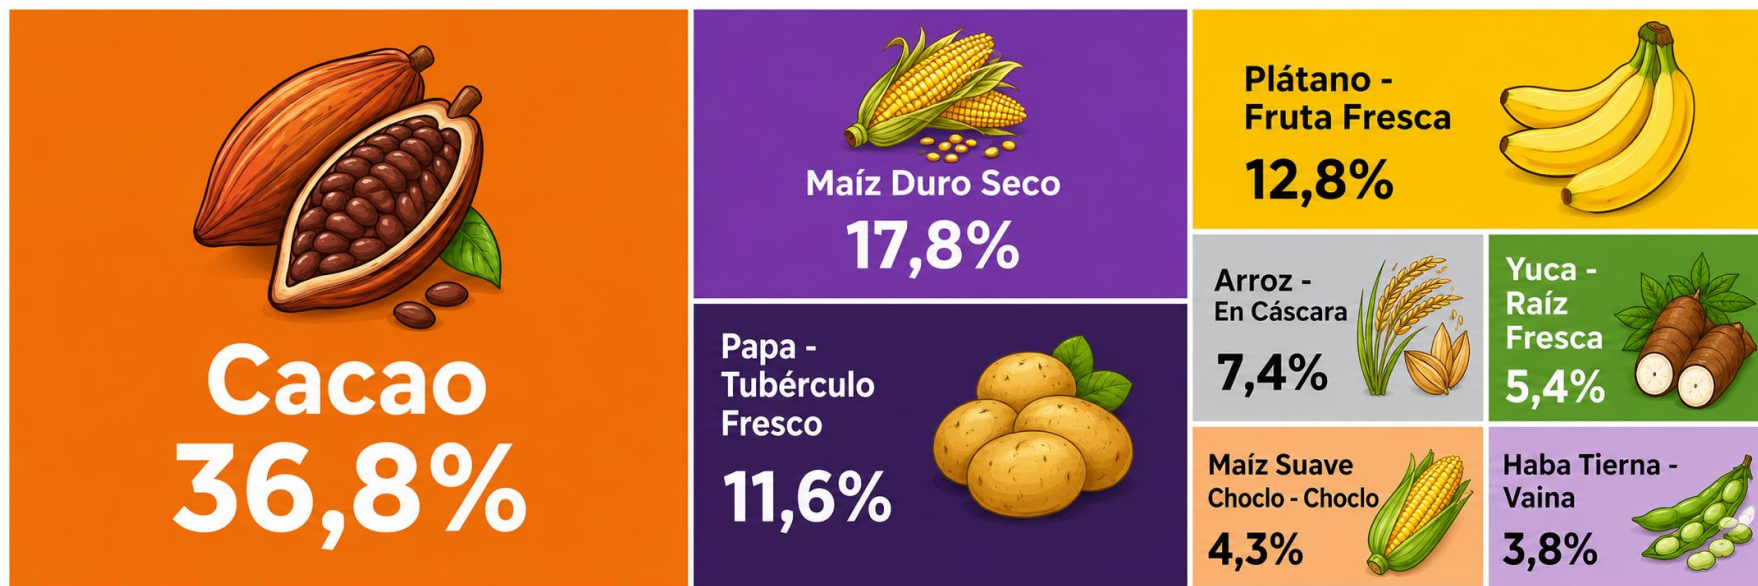 Cacao
36,8%
Maíz Duro Seco
17,8%
Papa -
Tubérculo
Fresco
11,6%
Plátano -
Fruta Fresca
12,8%
Arroz -
En Cáscara
7,4%
Yuca -
Raíz
Fresca
5,4%
Maíz Suave
Choclo - Choclo
4,3%
Haba Tierna -
Vaina
3,8%